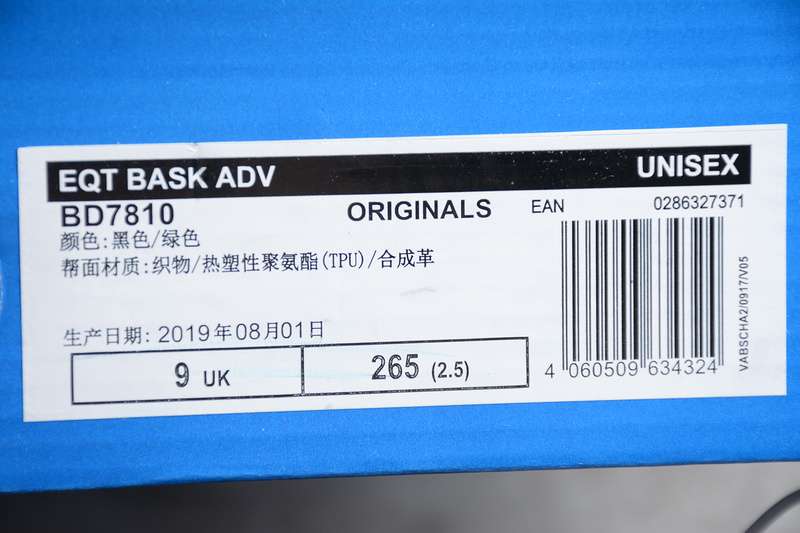 EQT BASK ADV UNISEX
BD7810 ORIGINALS EAN 0286327371
颜色:黑色/绿色
帮面材质:织物/热塑性聚氨酯(TPU)/合成革
生产日期: 2019年08月01日
9 UK 265 (2.5)
4 060509 634324
VABSCHA2/0917/V05